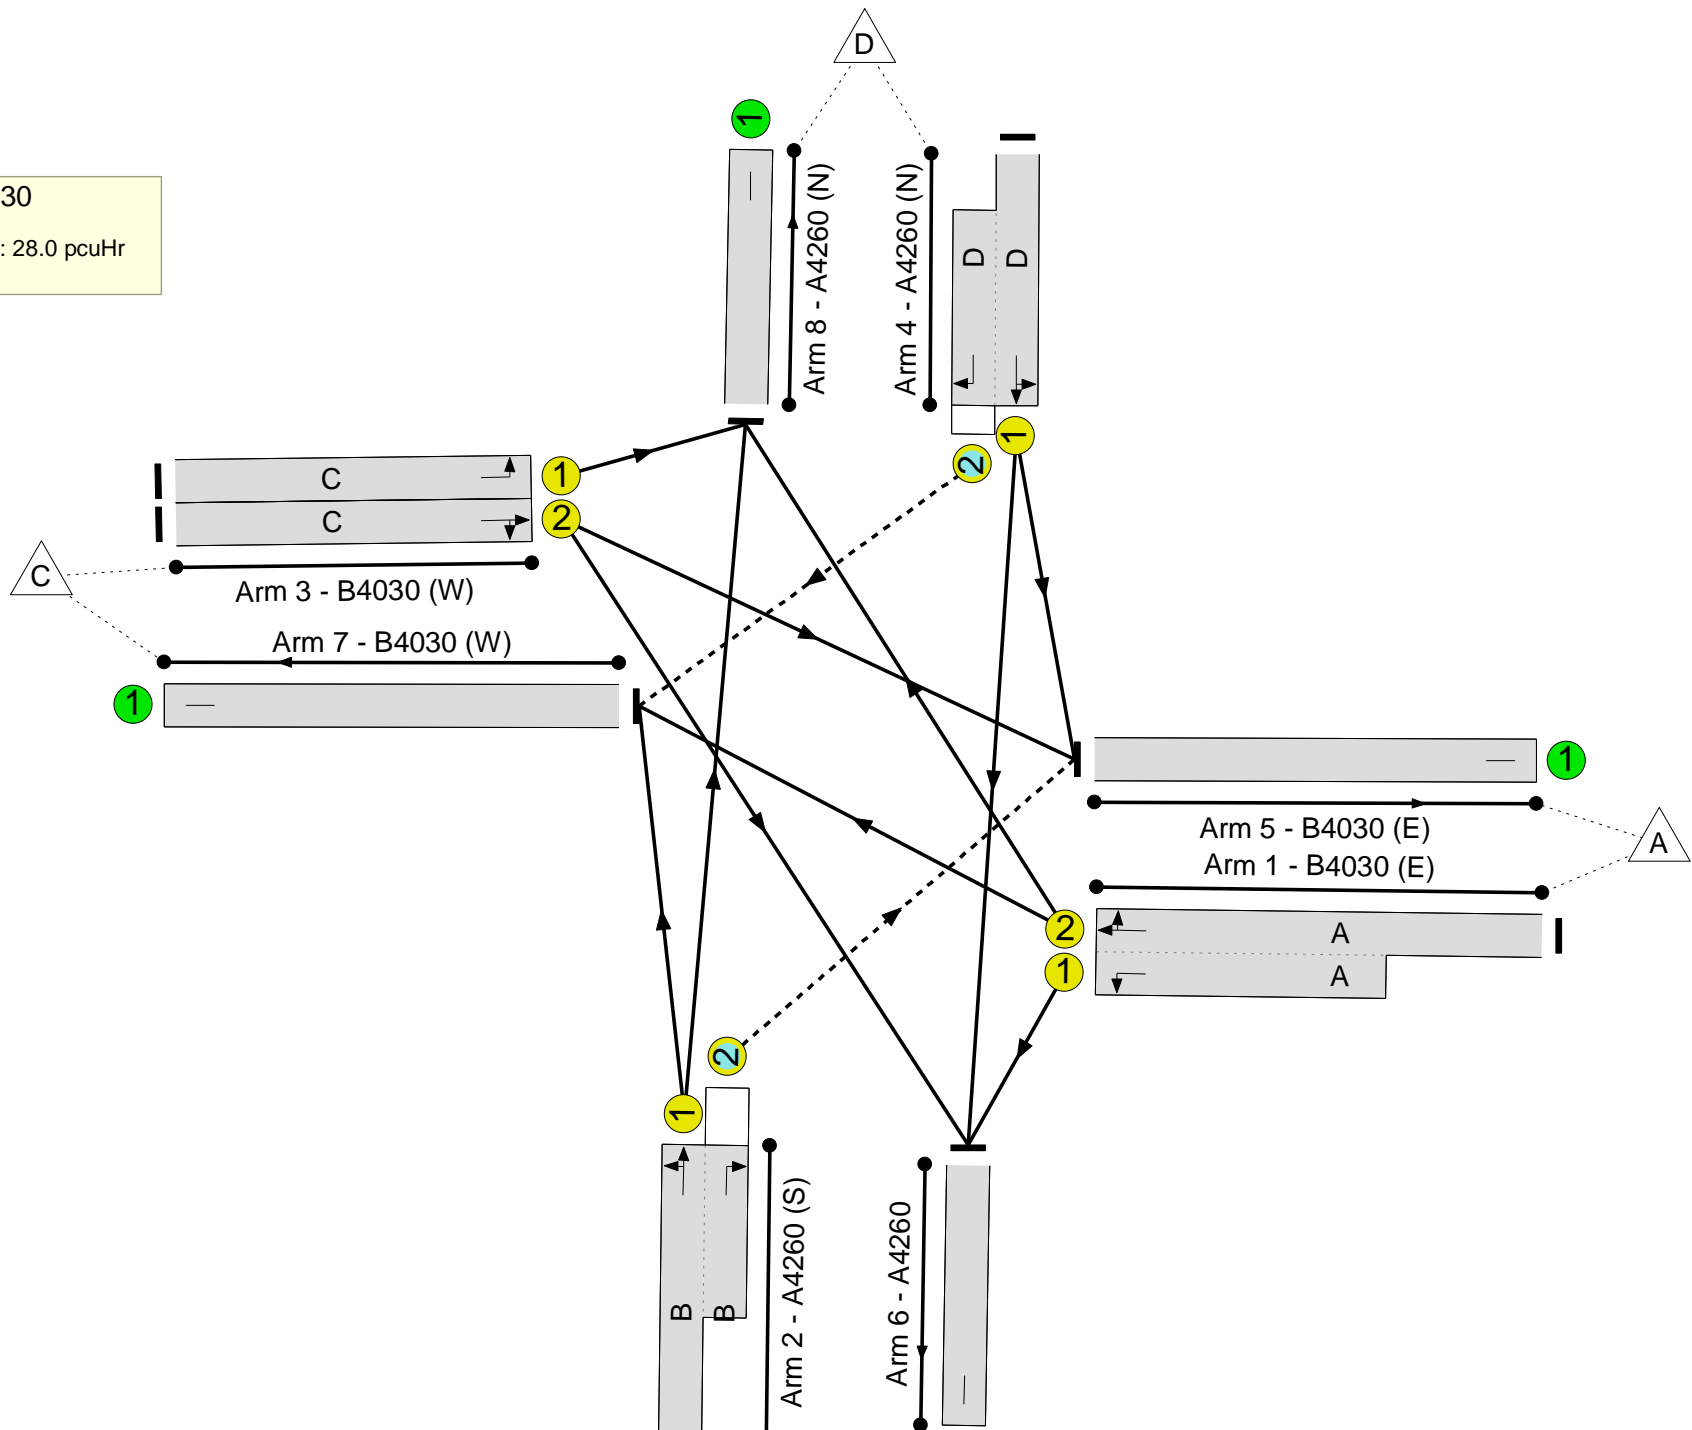 D
1
30
: 28.0 pcuHr
Arm 8 - A4260 (N)
Arm 4 - A4260 (N)
D
D
1
2
C
1
C
2
C
Arm 3 - B4030 (W)
Arm 7 - B4030 (W)
1
1
Arm 5 - B4030 (E)
Arm 1 - B4030 (E)
A
2
A
1
A
2
1
B
B
Arm 2 - A4260 (S)
Arm 6 - A4260